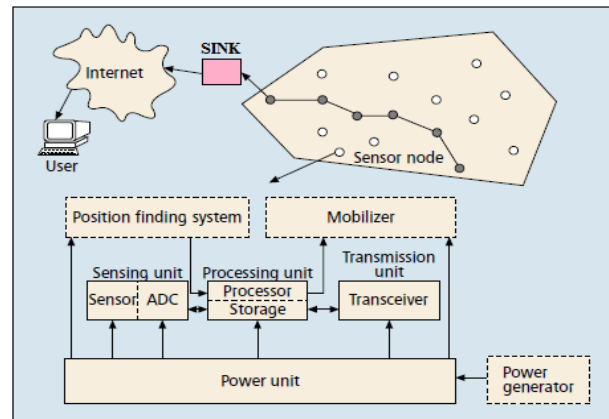 SINK
Internet
User
Sensor node
Position finding system
Mobilizer
Sensing unit
Processing unit
Transmission
unit
Sensor
ADC
Processor
Storage
Transceiver
Power unit
Power
generator